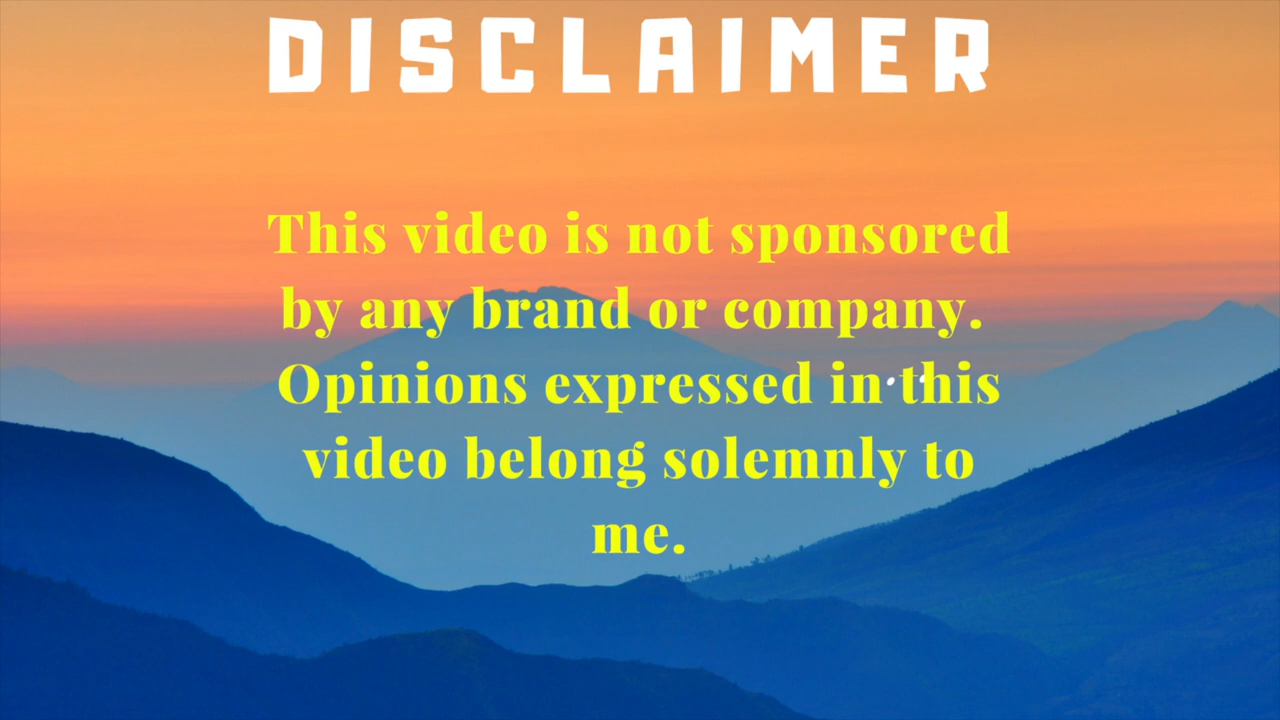 DISCLAIMER
This video is not sponsored
by any brand or company.
Opinions expressed in this
video belong solemnly to
me.